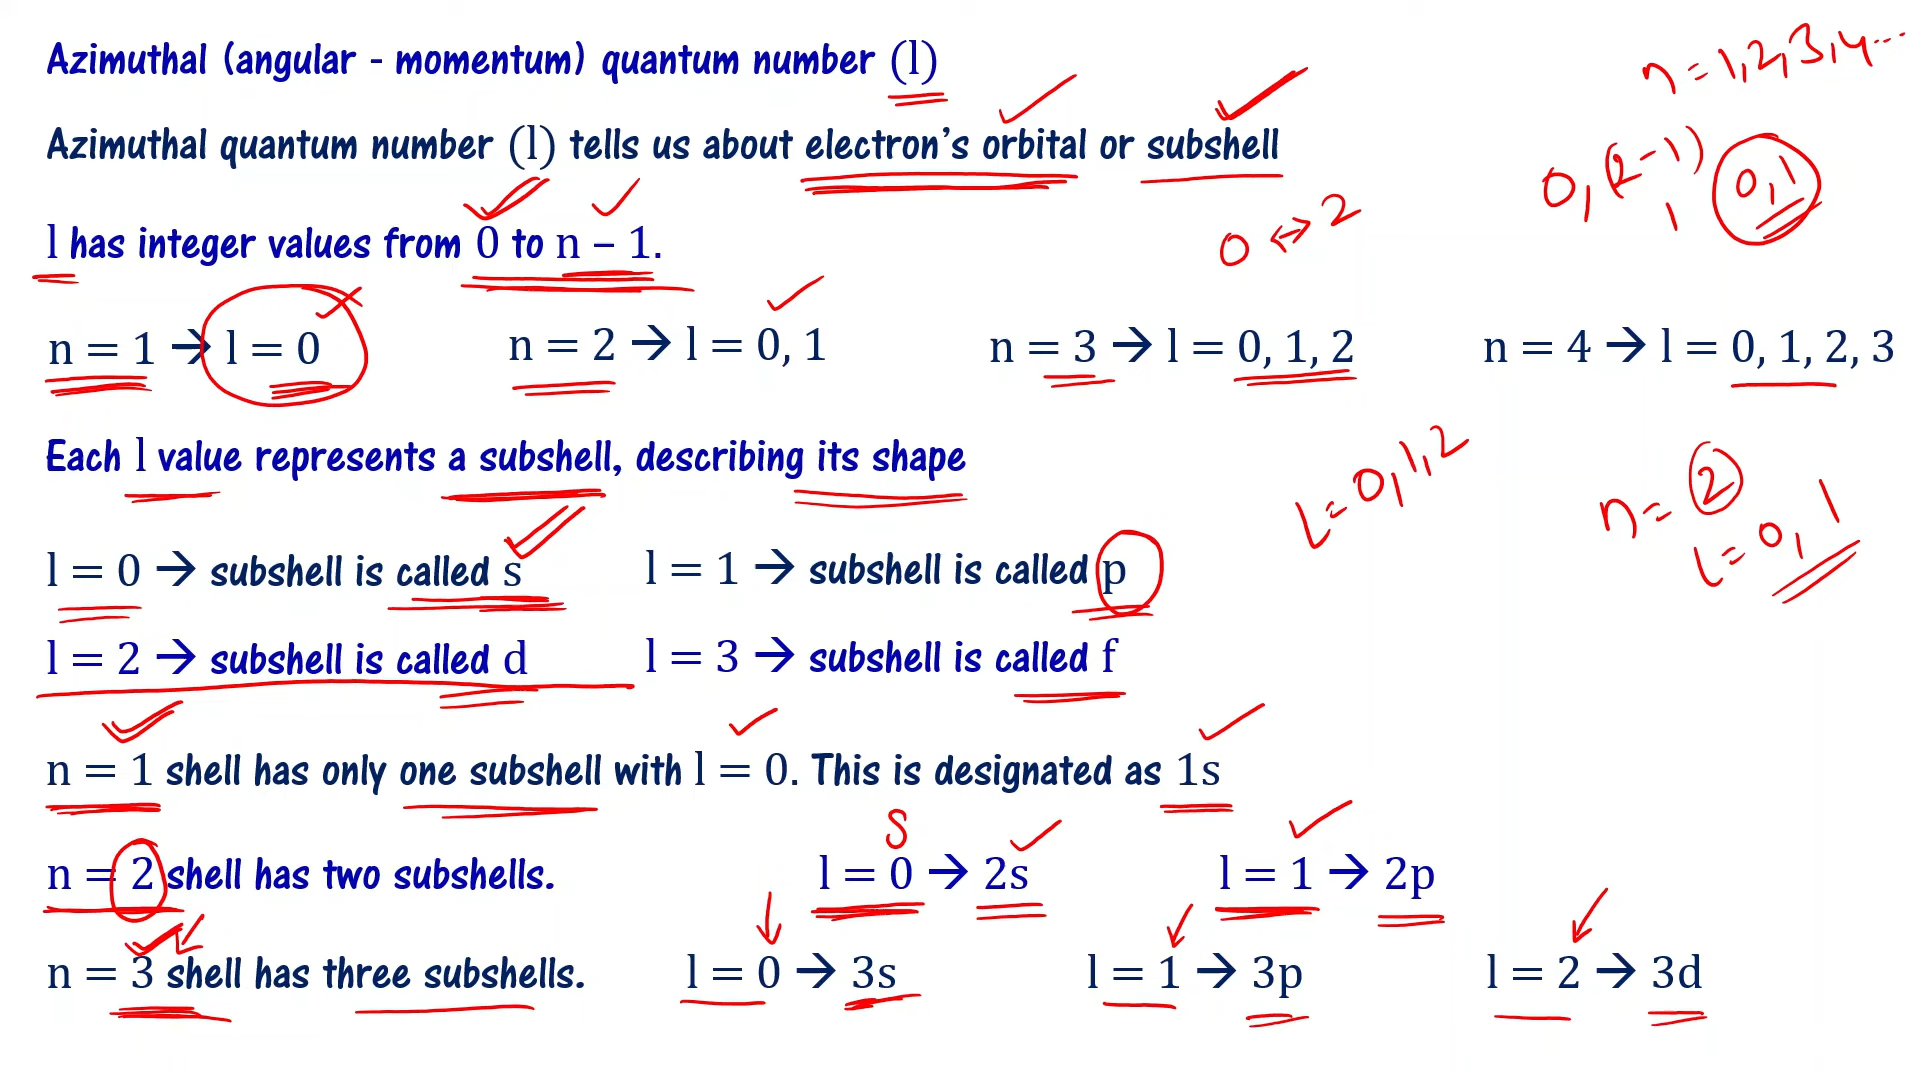 Azimuthal (angular - momentum) quantum number (l)
n = 1, 2, 3, 4 ...
Azimuthal quantum number (l) tells us about electron's orbital or subshell
0, (2-1) 0, 1
1
0 ↔ 2
l has integer values from 0 to n – 1.
n = 1 → l = 0 n = 2 → l = 0, 1 n = 3 → l = 0, 1, 2 n = 4 → l = 0, 1, 2, 3
Each l value represents a subshell, describing its shape
l = 0, 1, 2
n = 2
l = 0, 1
l = 0 → subshell is called s l = 1 → subshell is called p
l = 2 → subshell is called d l = 3 → subshell is called f
n = 1 shell has only one subshell with l = 0. This is designated as 1s
s
n = 2 shell has two subshells. l = 0 → 2s l = 1 → 2p
n = 3 shell has three subshells. l = 0 → 3s l = 1 → 3p l = 2 → 3d